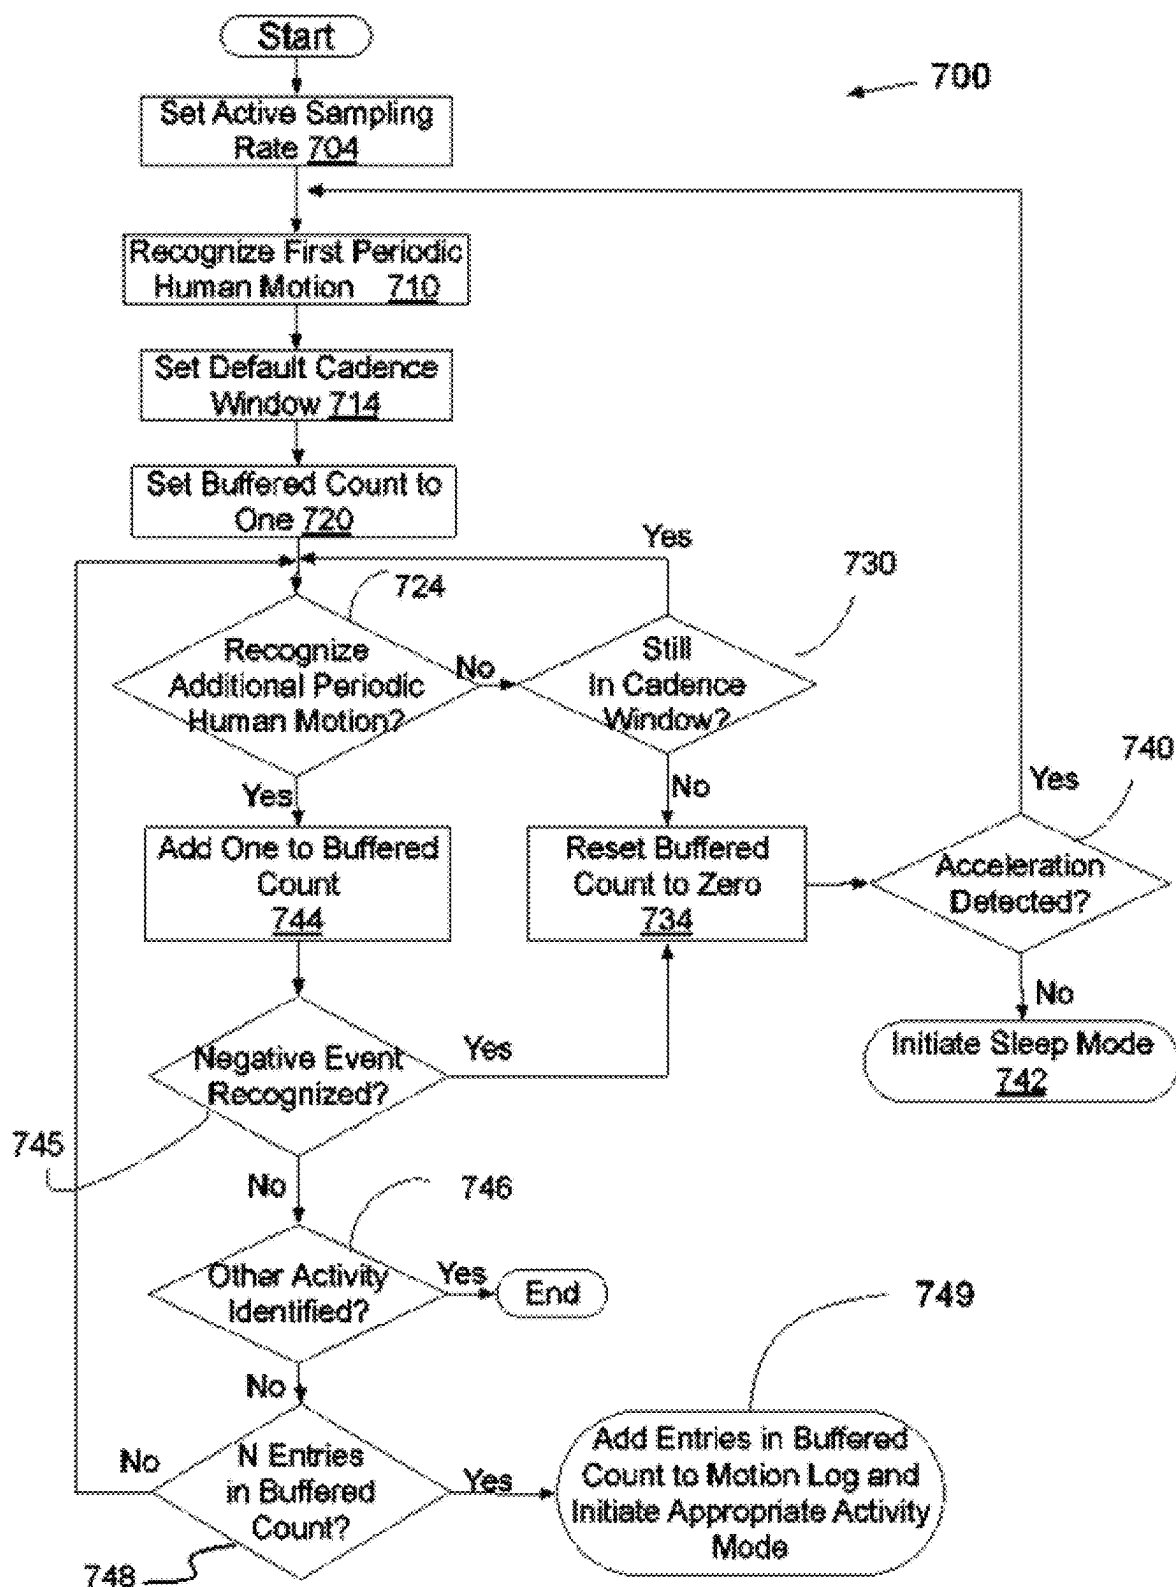 Start
700
Set Active Sampling
Rate 704
Recognize First Periodic
Human Motion 710
Set Default Cadence
Window 714
Set Buffered Count to
One 720
Yes
730
724
Recognize
Additional Periodic
Human Motion?
No
Still
In Cadence
Window?
740
Yes
No
Yes
Add One to Buffered
Count
744
Reset Buffered
Count to Zero
734
Acceleration
Detected?
No
Initiate Sleep Mode
742
Negative Event
Recognized?
Yes
745
No
746
Other Activity
Identified?
Yes
End
749
No
No
N Entries
in Buffered
Count?
Yes
Add Entries in Buffered
Count to Motion Log and
Initiate Appropriate Activity
Mode
748